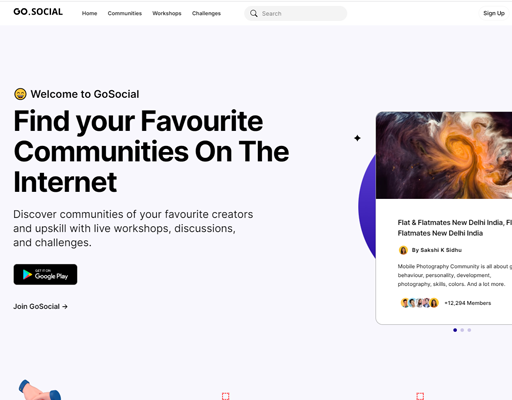 GO.SOCIAL
Home Communities Workshops Challenges Search Sign Up
Welcome to GoSocial
Find your Favourite
Communities On The
Internet
Discover communities of your favourite creators
and upskill with live workshops, discussions,
and challenges.
GET IT ON
Google Play
Join GoSocial →
Flat & Flatmates New Delhi India,
Flatmates New Delhi India
By Sakshi K Sidhu
Mobile Photography Community is all about
behaviour, personality, development,
photography, skills, colors. And a lot more.
+12,294 Members